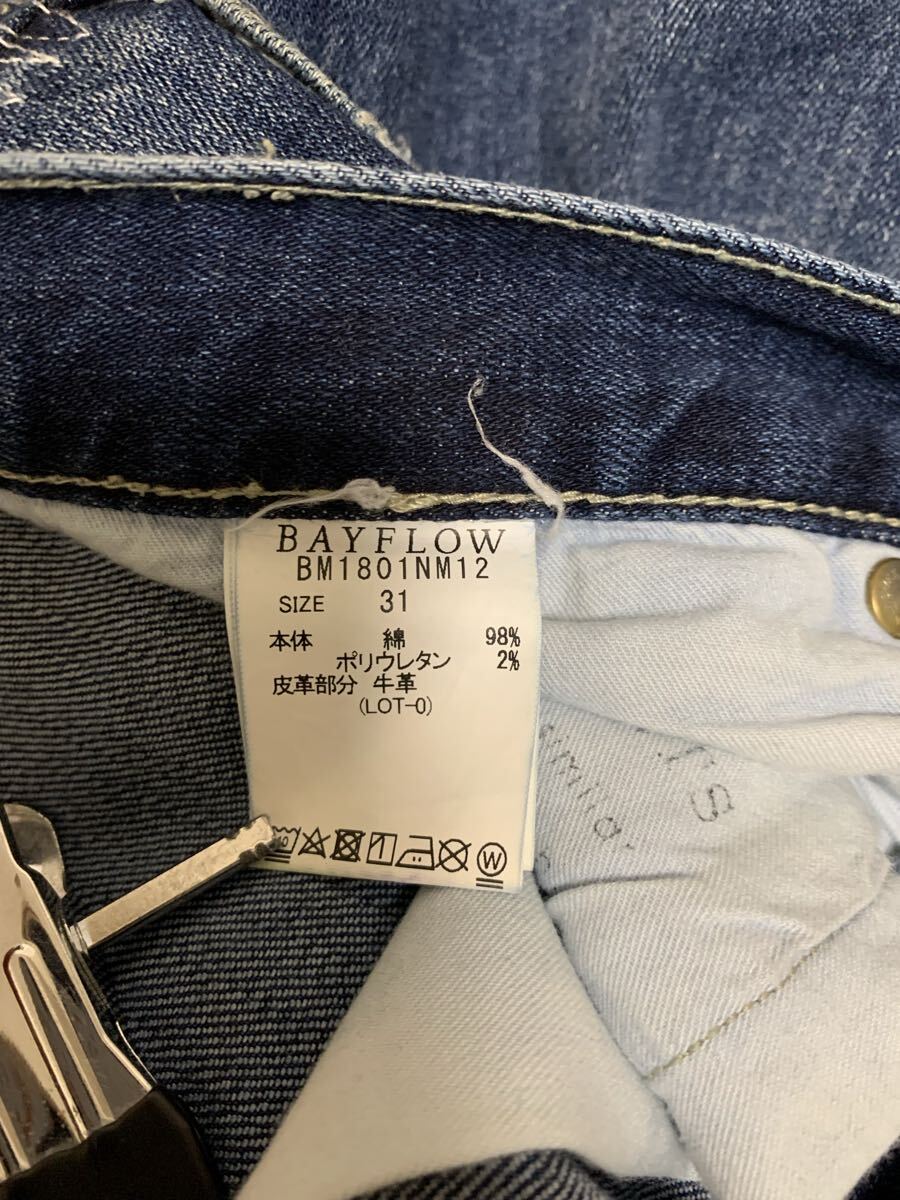 BAYFLOW
BM1801NM12
SIZE 31
本体 綿 98%
ポリウレタン 2%
皮革部分 牛革
(LOT-0)
W